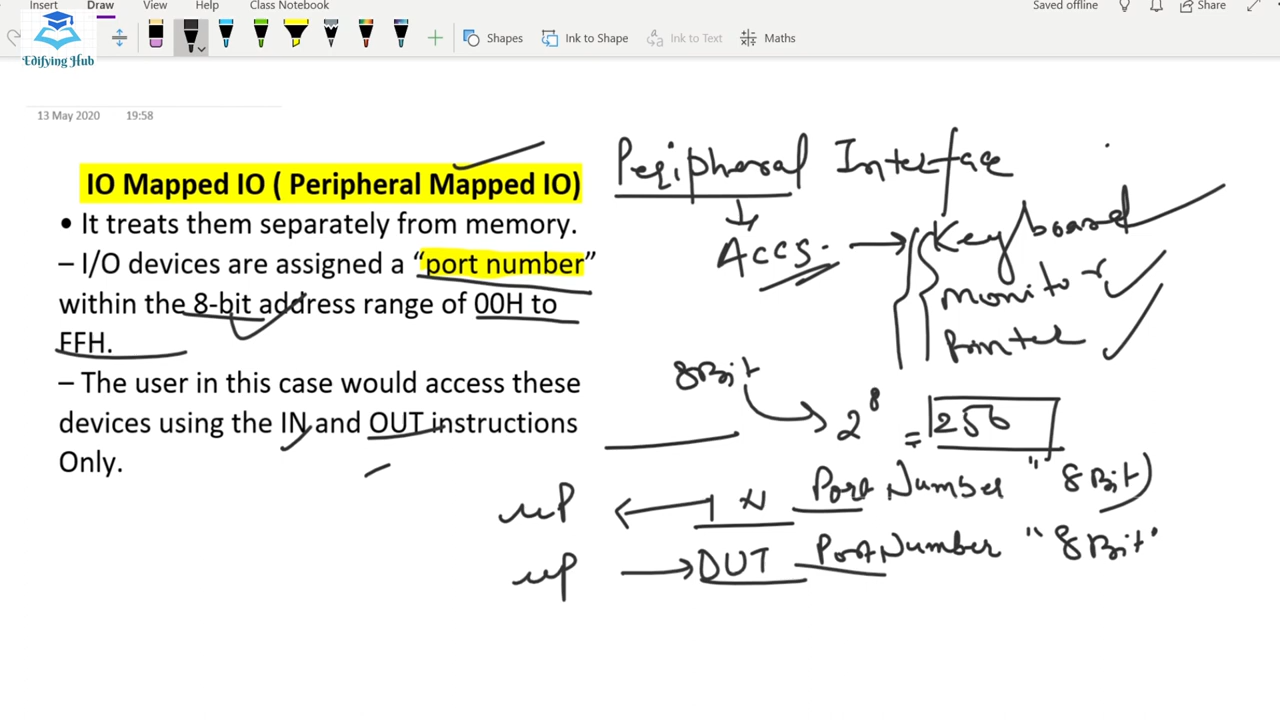 Insert Draw View Help Class Notebook Saved offline Share
Shapes Ink to Shape Ink to Text Maths
Edifying Hub
13 May 2020 19:58
IO Mapped IO ( Peripheral Mapped IO)
• It treats them separately from memory.
– I/O devices are assigned a “port number”
within the 8-bit address range of 00H to
FFH.
– The user in this case would access these
devices using the IN and OUT instructions
Only.
Peripheral Interface
Accs. → Keyboard
Monitor
Printer
8Bit
2^8 = 256
μP ← IN Port Number "8Bit)
μP → OUT Port Number "8Bit"